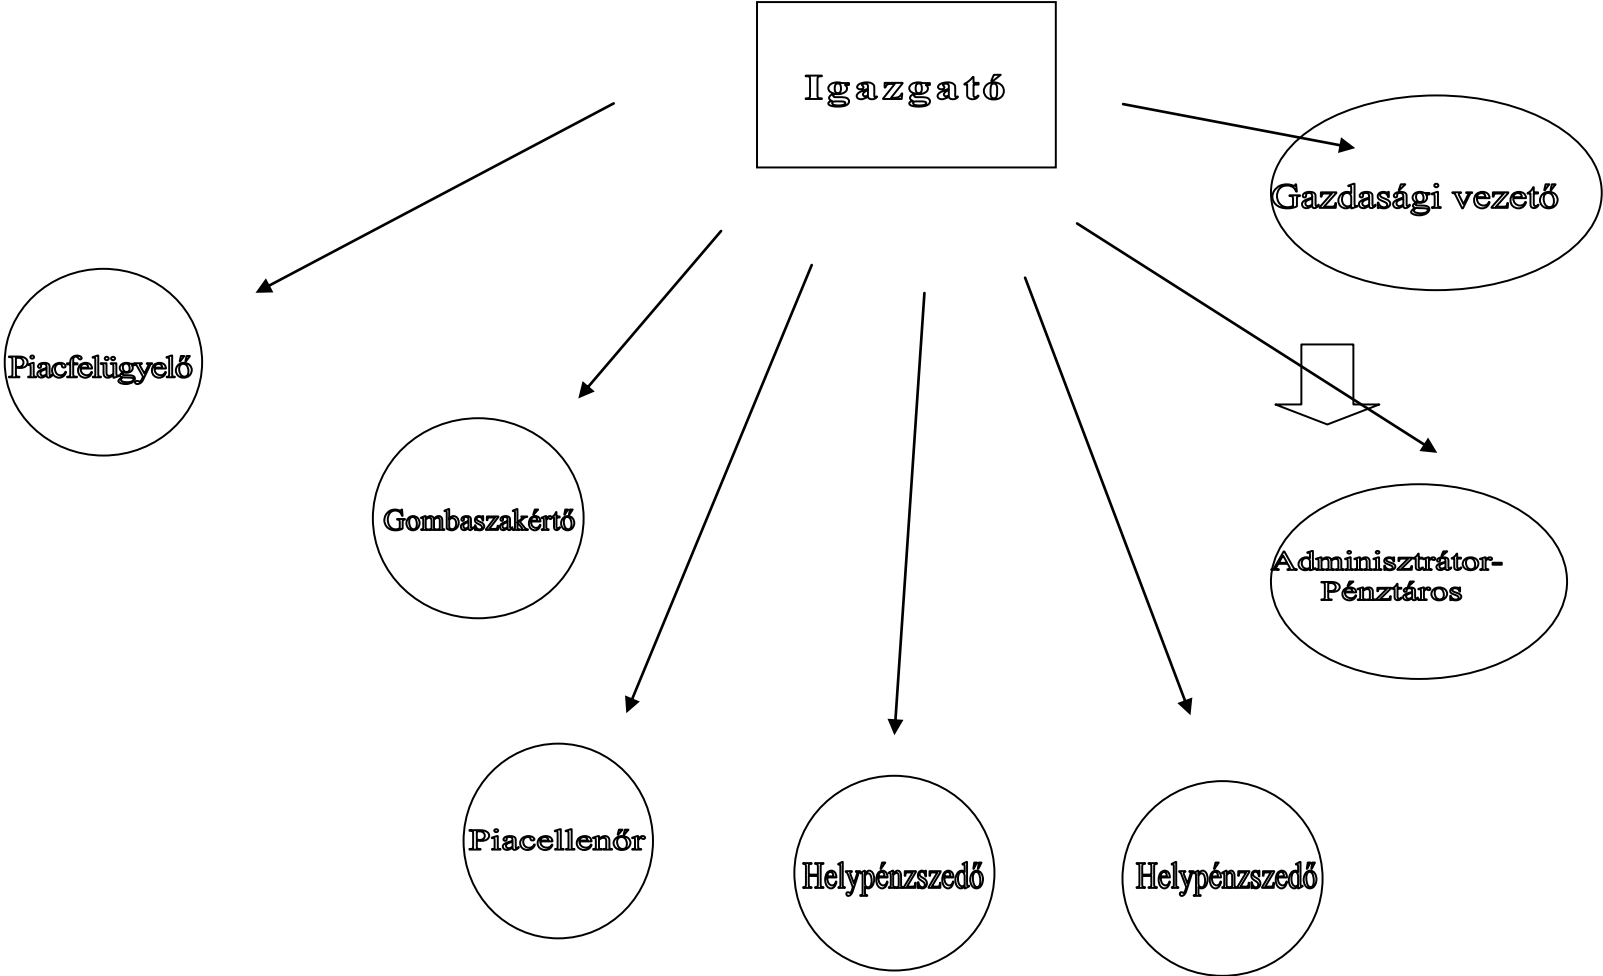 Igazgató
Gazdasági vezető
Piacfelügyelő
Gombaszakértő
Adminisztrátor-
Pénztáros
Piacellenőr
Helypénzszedő
Helypénzszedő